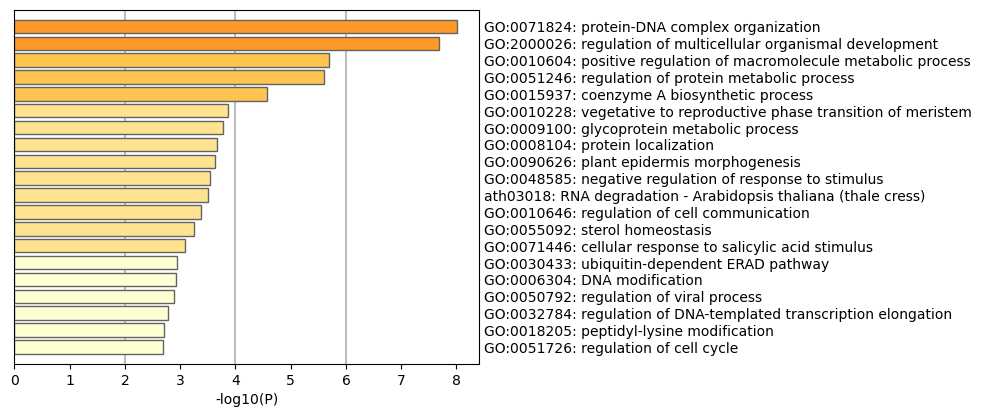 GO:0071824: protein-DNA complex organization
GO:2000026: regulation of multicellular organismal development
GO:0010604: positive regulation of macromolecule metabolic process
GO:0051246: regulation of protein metabolic process
GO:0015937: coenzyme A biosynthetic process
GO:0010228: vegetative to reproductive phase transition of meristem
GO:0009100: glycoprotein metabolic process
GO:0008104: protein localization
GO:0090626: plant epidermis morphogenesis
GO:0048585: negative regulation of response to stimulus
ath03018: RNA degradation - Arabidopsis thaliana (thale cress)
GO:0010646: regulation of cell communication
GO:0055092: sterol homeostasis
GO:0071446: cellular response to salicylic acid stimulus
GO:0030433: ubiquitin-dependent ERAD pathway
GO:0006304: DNA modification
GO:0050792: regulation of viral process
GO:0032784: regulation of DNA-templated transcription elongation
GO:0018205: peptidyl-lysine modification
GO:0051726: regulation of cell cycle
0 1 2 3 4 5 6 7 8
-log10(P)